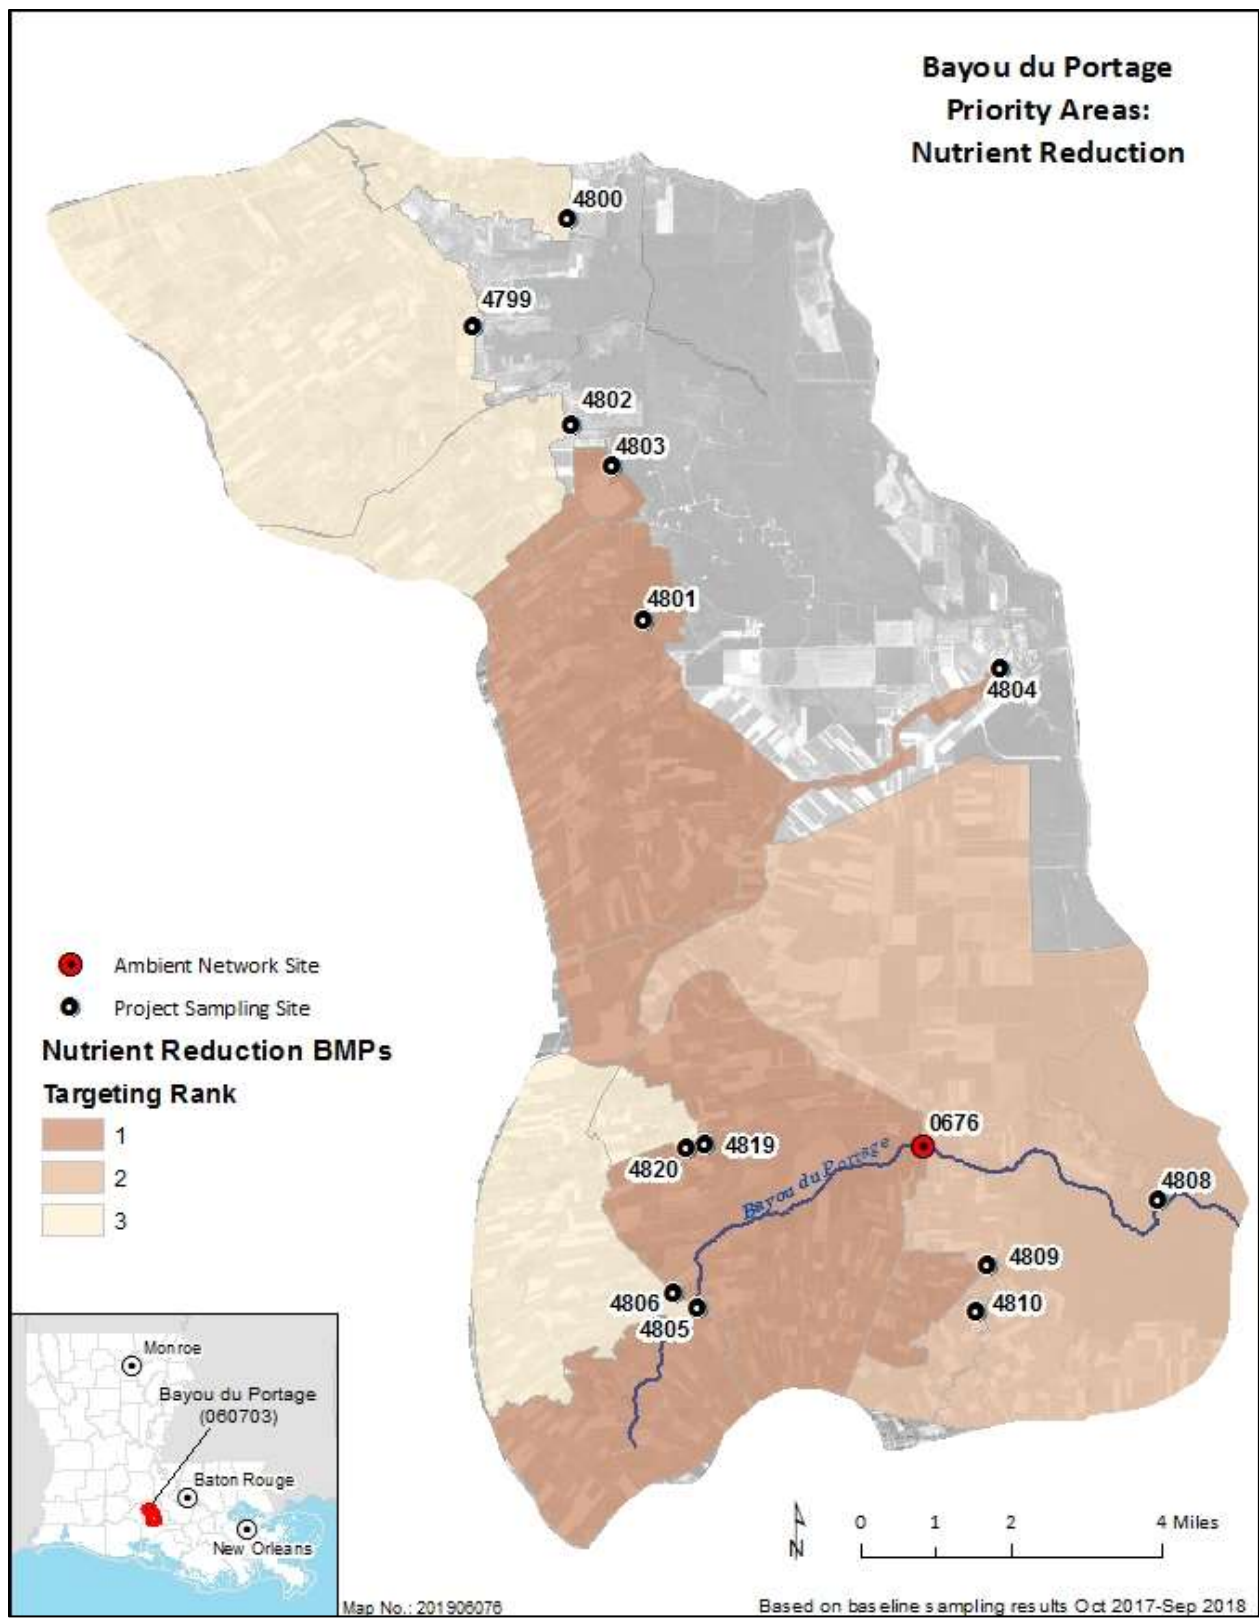 Bayou du Portage
Priority Areas:
Nutrient Reduction
4800
4799
4802
4803
4801
4804
Ambient Network Site
Project Sampling Site
Nutrient Reduction BMPs
Targeting Rank
1
2
3
0676
4819
4820
Bayou du Portage
4808
4809
4806
4810
4805
Monroe
Bayou du Portage
(060703)
Baton Rouge
New Orleans
N
0 1 2 4 Miles
Map No.: 201906076
Based on baseline sampling results Oct 2017-Sep 2018